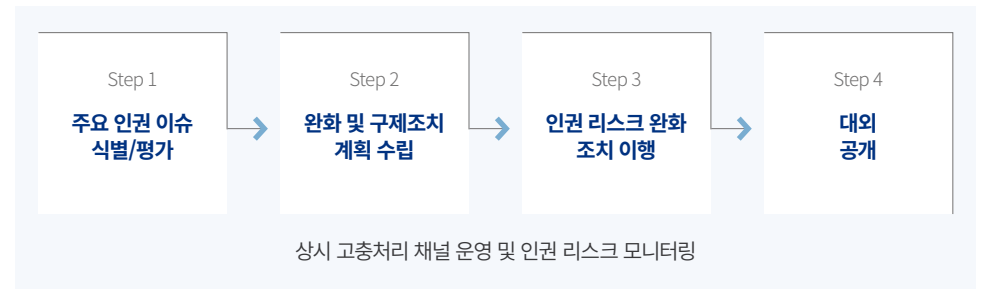 Step 1
주요 인권 이슈
식별/평가
Step 2
완화 및 구제조치
계획 수립
Step 3
인권 리스크 완화
조치 이행
Step 4
대외
공개
상시 고충처리 채널 운영 및 인권 리스크 모니터링